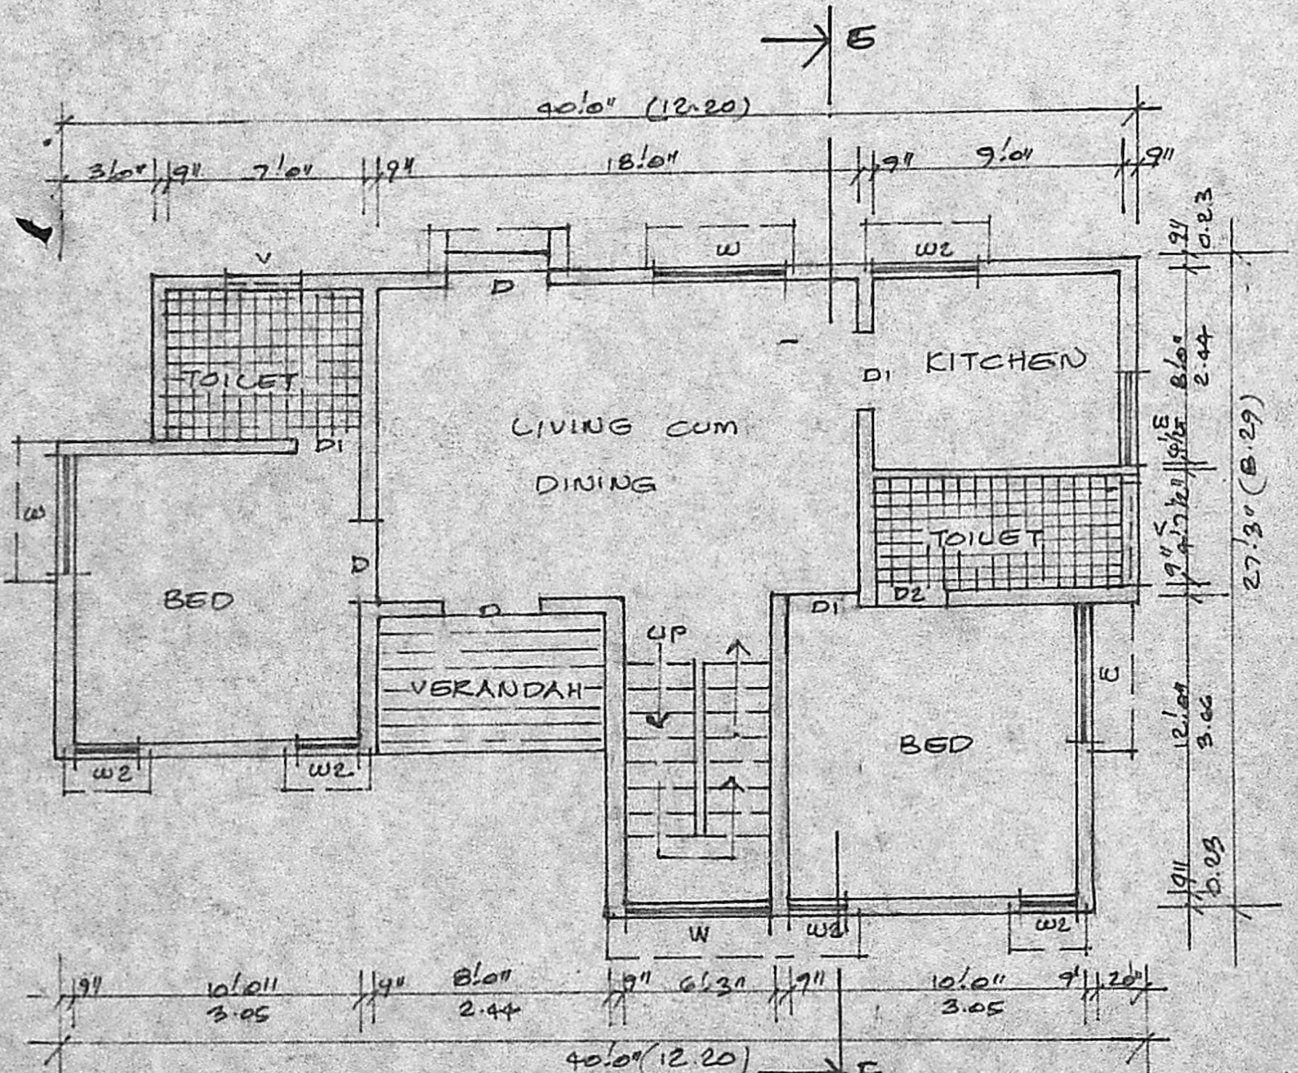 40'0" (12.20)
3'0" 9" 7'0" 9" 18'0" 9" 9'0" 9"
9" 0.23
V D W W2
TOILET
KITCHEN
D1
8'0" 2.44
LIVING CUM
DINING
D1
27'3" (8.29)
W
TOILET
BED D
D D1 D2
UP
VERANDAH
12'0" 3.66
BED
W2 W2
9" 0.23
W W2 W2
9" 10'0" 9" 8'0" 9" 6'3" 9" 10'0" 9" 20"
3.05 2.44 3.05
40'0" (12.20)